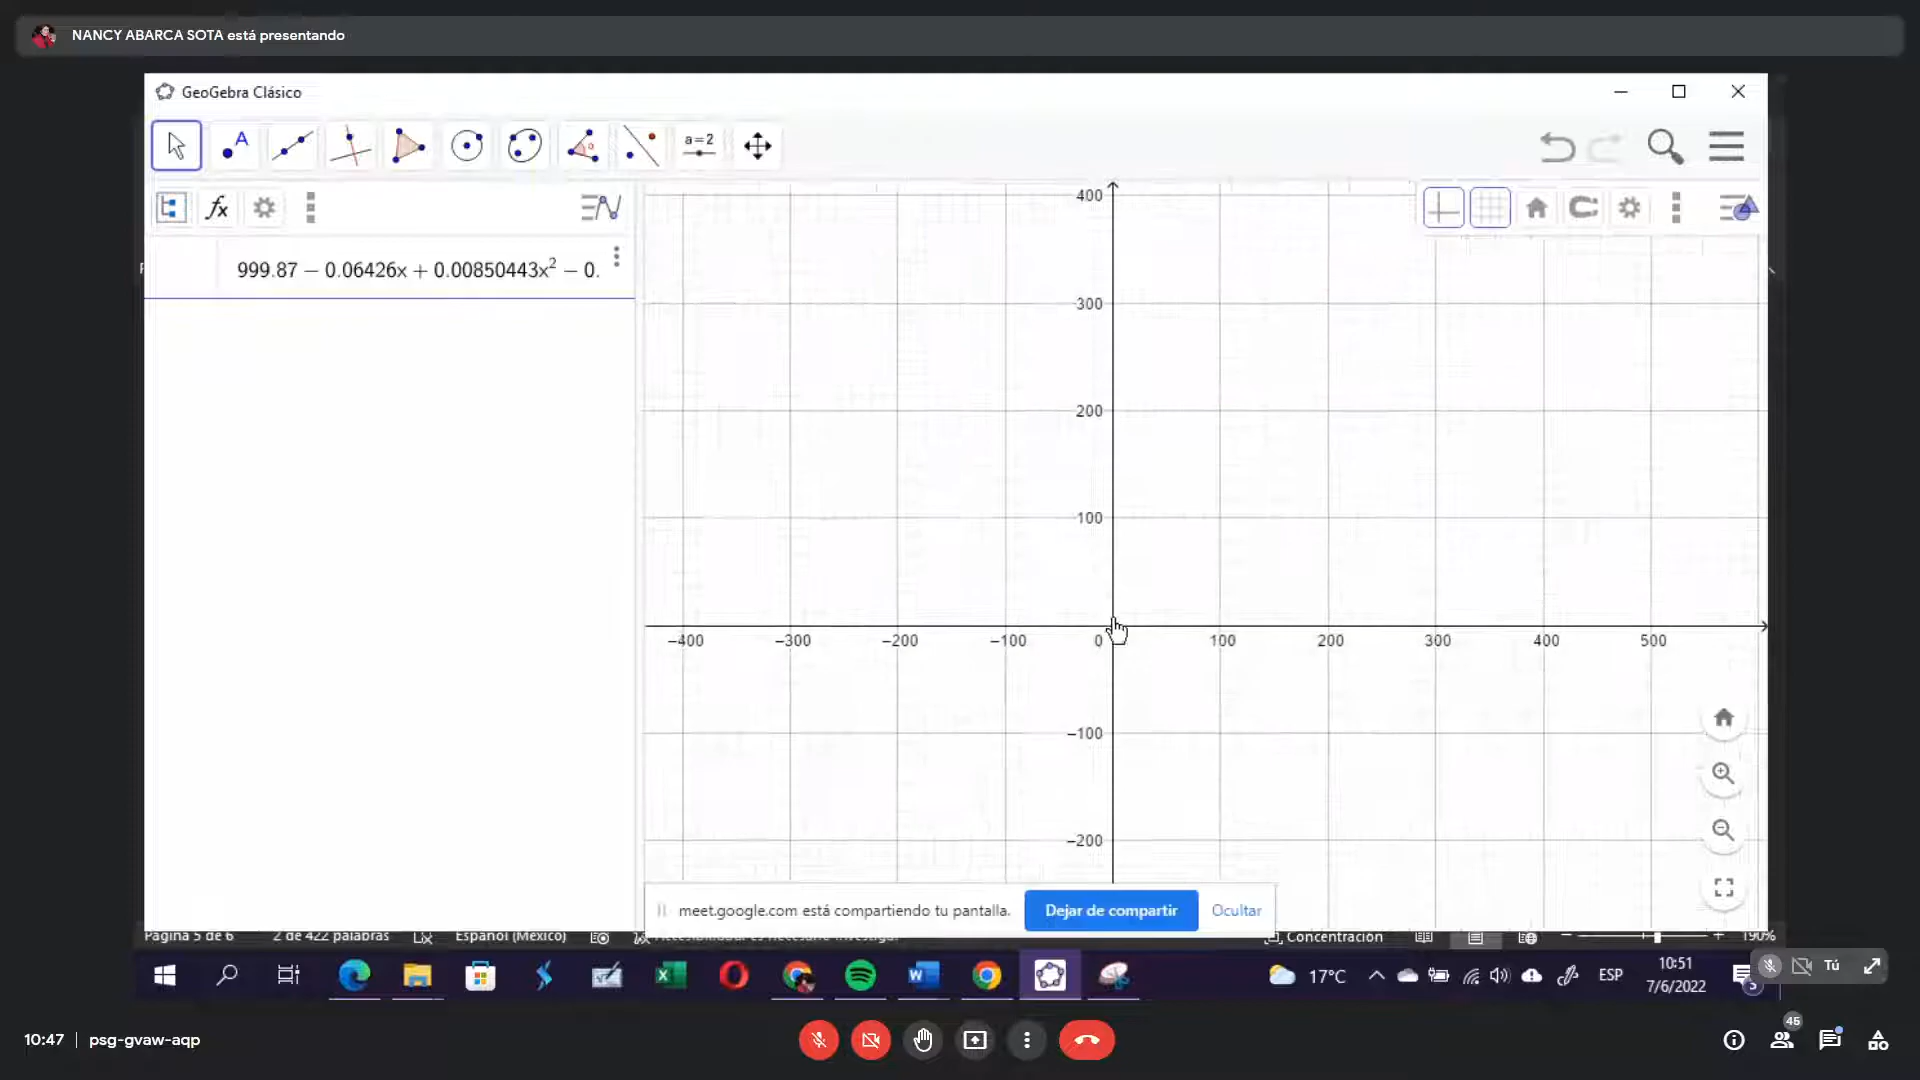 NANCY ABARCA SOTA está presentando
GeoGebra Clásico
A
a=2
fx
999.87 − 0.06426x + 0.00850443x² − 0.
400
300
200
100
0
−100
−200
−400 −300 −200 −100 100 200 300 400 500
meet.google.com está compartiendo tu pantalla. Dejar de compartir Ocultar
Página 5 de 6 2 de 422 palabras Español (México) Concentración 190%
17°C ESP 10:51
7/6/2022
Tú
10:47 psg-gvaw-aqp
45